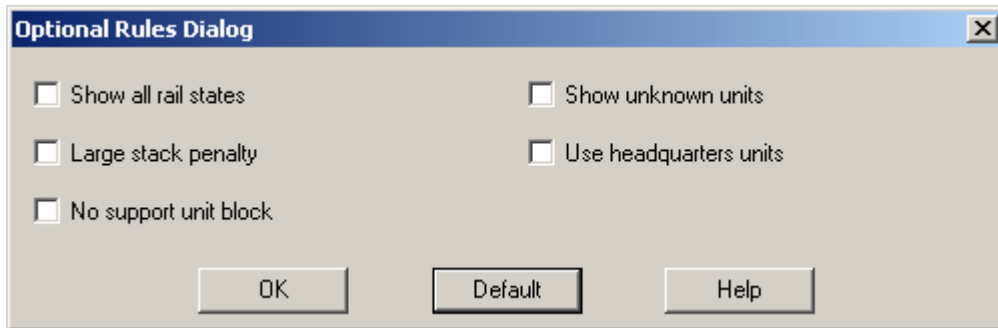 Optional Rules Dialog
Show all rail states
Show unknown units
Large stack penalty
Use headquarters units
No support unit block
OK
Default
Help